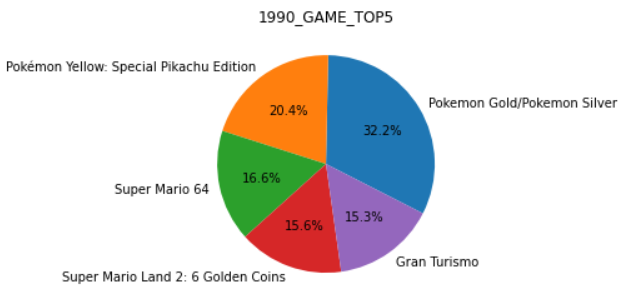 1990_GAME_TOP5
Pokémon Yellow: Special Pikachu Edition
20.4%
Pokemon Gold/Pokemon Silver
32.2%
Super Mario 64
16.6%
15.6%
15.3%
Super Mario Land 2: 6 Golden Coins
Gran Turismo